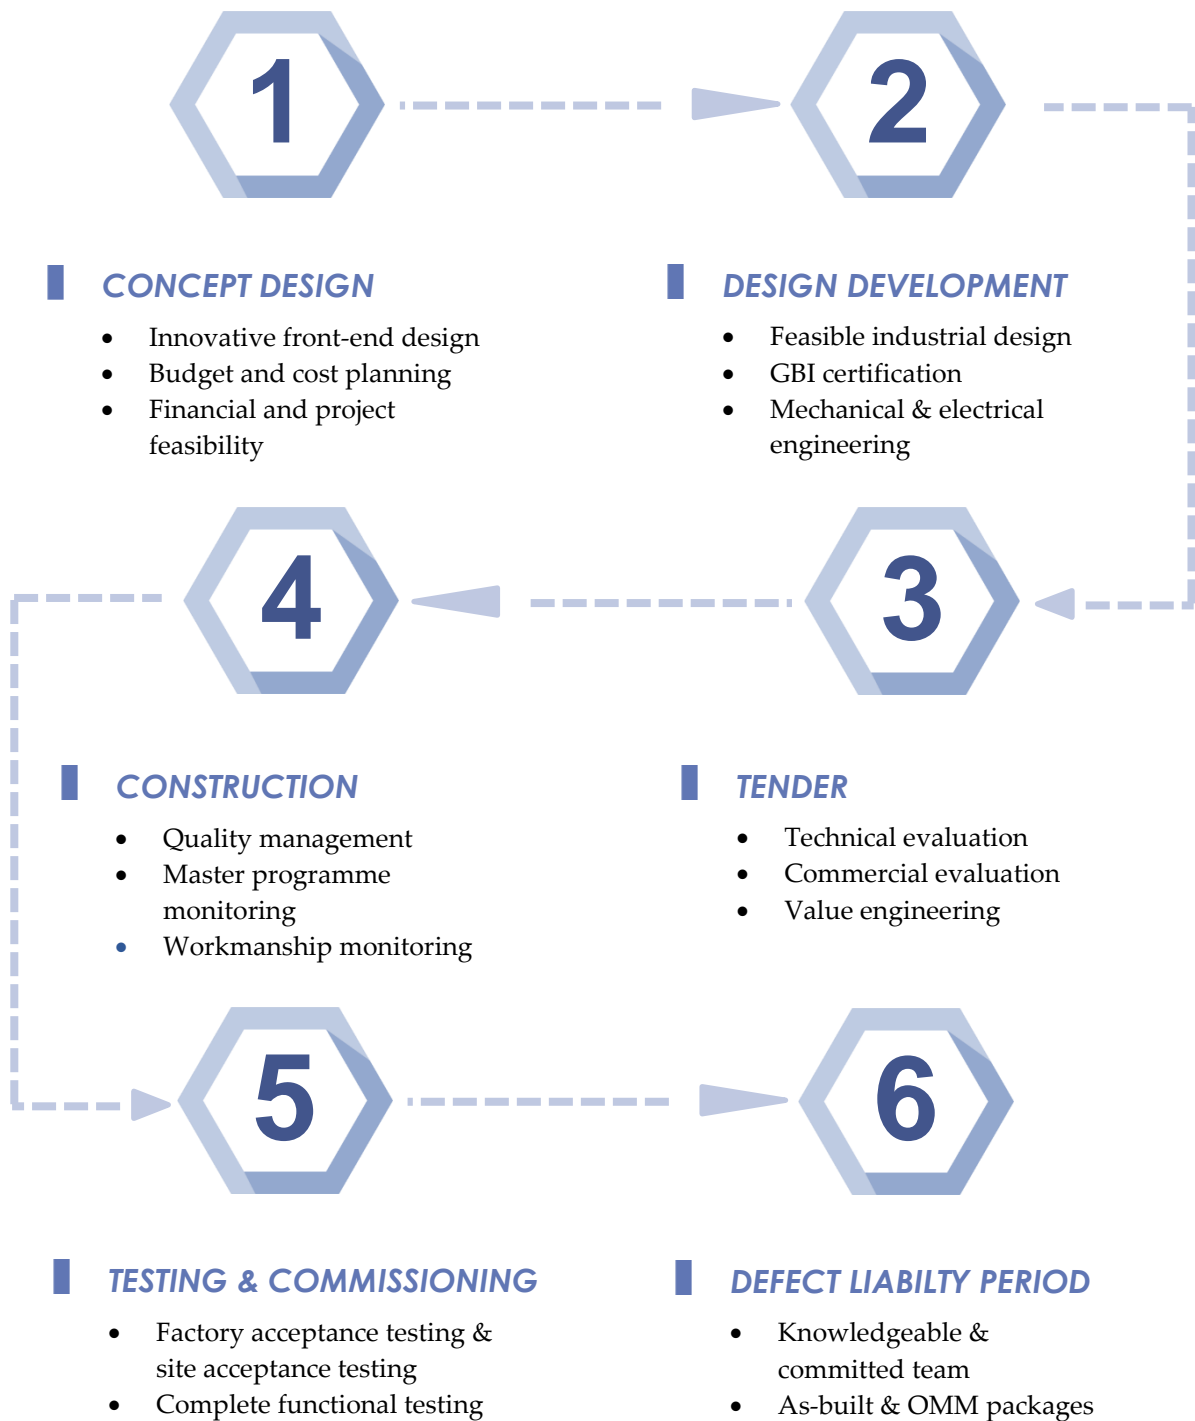 1
2
CONCEPT DESIGN
• Innovative front-end design
• Budget and cost planning
• Financial and project
feasibility
DESIGN DEVELOPMENT
• Feasible industrial design
• GBI certification
• Mechanical & electrical
engineering
4
3
CONSTRUCTION
• Quality management
• Master programme
monitoring
• Workmanship monitoring
TENDER
• Technical evaluation
• Commercial evaluation
• Value engineering
5
6
TESTING & COMMISSIONING
• Factory acceptance testing &
site acceptance testing
• Complete functional testing
DEFECT LIABILTY PERIOD
• Knowledgeable &
committed team
• As-built & OMM packages